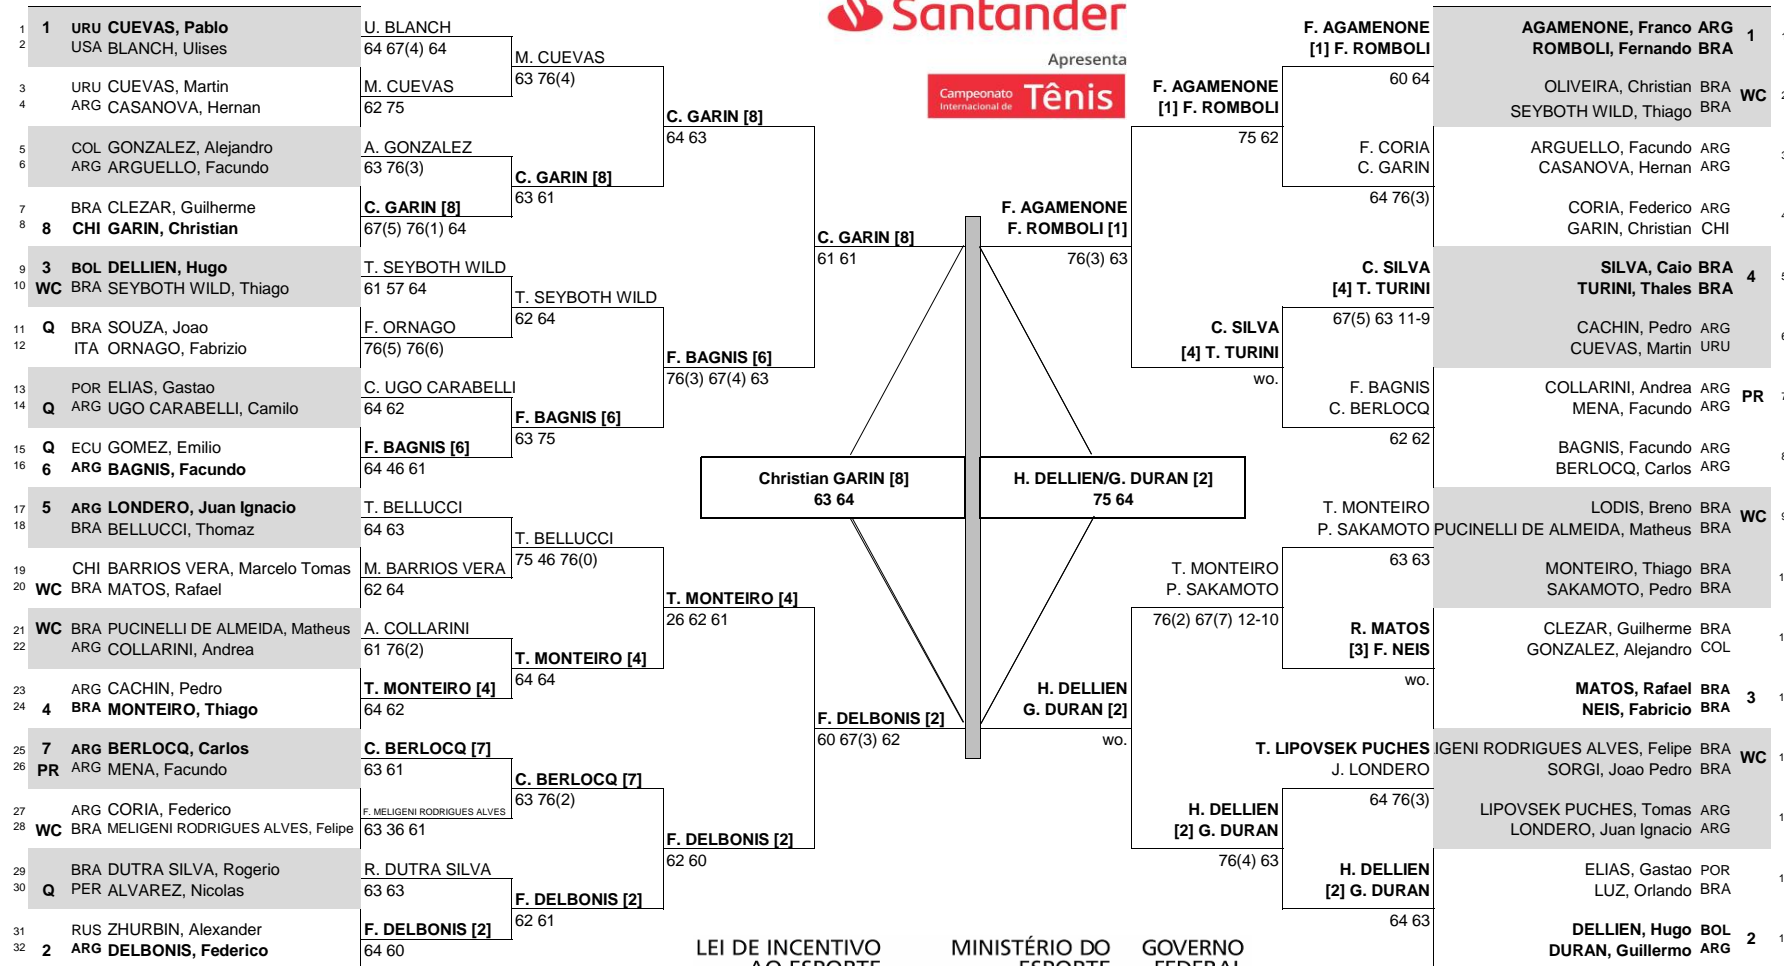 Santander
Apresenta
Campeonato Internacional de Tênis
1 1 URU CUEVAS, Pablo
2 USA BLANCH, Ulises
3 URU CUEVAS, Martin
4 ARG CASANOVA, Hernan
5 COL GONZALEZ, Alejandro
6 ARG ARGUELLO, Facundo
7 BRA CLEZAR, Guilherme
8 8 CHI GARIN, Christian
9 3 BOL DELLIEN, Hugo
10 WC BRA SEYBOTH WILD, Thiago
11 Q BRA SOUZA, Joao
12 ITA ORNAGO, Fabrizio
13 POR ELIAS, Gastao
14 Q ARG UGO CARABELLI, Camilo
15 Q ECU GOMEZ, Emilio
16 6 ARG BAGNIS, Facundo
17 5 ARG LONDERO, Juan Ignacio
18 BRA BELLUCCI, Thomaz
19 CHI BARRIOS VERA, Marcelo Tomas
20 WC BRA MATOS, Rafael
21 WC BRA PUCINELLI DE ALMEIDA, Matheus
22 ARG COLLARINI, Andrea
23 ARG CACHIN, Pedro
24 4 BRA MONTEIRO, Thiago
25 7 ARG BERLOCQ, Carlos
26 PR ARG MENA, Facundo
27 ARG CORIA, Federico
28 WC BRA MELIGENI RODRIGUES ALVES, Felipe
29 BRA DUTRA SILVA, Rogerio
30 Q PER ALVAREZ, Nicolas
31 RUS ZHURBIN, Alexander
32 2 ARG DELBONIS, Federico
U. BLANCH
64 67(4) 64
M. CUEVAS
62 75
A. GONZALEZ
63 76(3)
C. GARIN [8]
67(5) 76(1) 64
T. SEYBOTH WILD
61 57 64
F. ORNAGO
76(5) 76(6)
C. UGO CARABELLI
64 62
F. BAGNIS [6]
64 46 61
T. BELLUCCI
64 63
M. BARRIOS VERA
62 64
A. COLLARINI
61 76(2)
T. MONTEIRO [4]
64 62
C. BERLOCQ [7]
63 61
F. MELIGENI RODRIGUES ALVES
63 36 61
R. DUTRA SILVA
63 63
F. DELBONIS [2]
64 60
M. CUEVAS
63 76(4)
C. GARIN [8]
63 61
T. SEYBOTH WILD
62 64
F. BAGNIS [6]
63 75
T. BELLUCCI
75 46 76(0)
T. MONTEIRO [4]
64 64
C. BERLOCQ [7]
63 76(2)
F. DELBONIS [2]
62 61
C. GARIN [8]
64 63
F. BAGNIS [6]
76(3) 67(4) 63
T. MONTEIRO [4]
26 62 61
F. DELBONIS [2]
62 60
C. GARIN [8]
61 61
F. DELBONIS [2]
60 67(3) 62
Christian GARIN [8]
63 64
H. DELLIEN/G. DURAN [2]
75 64
F. AGAMENONE
F. ROMBOLI [1]
76(3) 63
H. DELLIEN
G. DURAN [2]
wo.
F. AGAMENONE
[1] F. ROMBOLI
75 62
C. SILVA
[4] T. TURINI
wo.
T. MONTEIRO
P. SAKAMOTO
76(2) 67(7) 12-10
H. DELLIEN
[2] G. DURAN
76(4) 63
F. AGAMENONE
[1] F. ROMBOLI
60 64
F. CORIA
C. GARIN
64 76(3)
C. SILVA
[4] T. TURINI
67(5) 63 11-9
F. BAGNIS
C. BERLOCQ
62 62
T. MONTEIRO
P. SAKAMOTO
63 63
R. MATOS
[3] F. NEIS
wo.
T. LIPOVSEK PUCHES
J. LONDERO
64 76(3)
H. DELLIEN
[2] G. DURAN
64 63
AGAMENONE, Franco ARG 1
ROMBOLI, Fernando BRA
OLIVEIRA, Christian BRA WC
SEYBOTH WILD, Thiago BRA
ARGUELLO, Facundo ARG
CASANOVA, Hernan ARG
CORIA, Federico ARG
GARIN, Christian CHI
SILVA, Caio BRA 4
TURINI, Thales BRA
CACHIN, Pedro ARG
CUEVAS, Martin URU
COLLARINI, Andrea ARG PR
MENA, Facundo ARG
BAGNIS, Facundo ARG
BERLOCQ, Carlos ARG
LODIS, Breno BRA WC
PUCINELLI DE ALMEIDA, Matheus BRA
MONTEIRO, Thiago BRA
SAKAMOTO, Pedro BRA
CLEZAR, Guilherme BRA
GONZALEZ, Alejandro COL
MATOS, Rafael BRA 3
NEIS, Fabricio BRA
IGENI RODRIGUES ALVES, Felipe BRA WC
SORGI, Joao Pedro BRA
LIPOVSEK PUCHES, Tomas ARG
LONDERO, Juan Ignacio ARG
ELIAS, Gastao POR
LUZ, Orlando BRA
DELLIEN, Hugo BOL 2
DURAN, Guillermo ARG
LEI DE INCENTIVO AO ESPORTE
MINISTÉRIO DO ESPORTE
GOVERNO FEDERAL